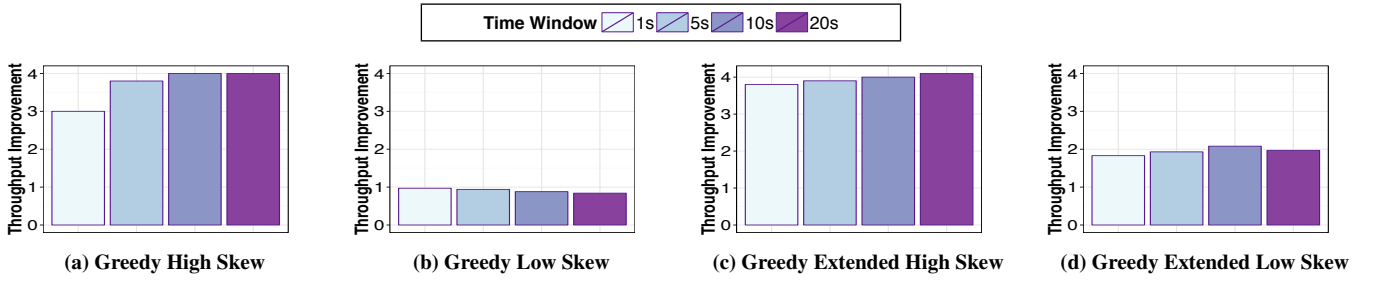 Time Window 1s 5s 10s 20s
Throughput Improvement
4
3
2
1
0
(a) Greedy High Skew
Throughput Improvement
4
3
2
1
0
(b) Greedy Low Skew
Throughput Improvement
4
3
2
1
0
(c) Greedy Extended High Skew
Throughput Improvement
4
3
2
1
0
(d) Greedy Extended Low Skew